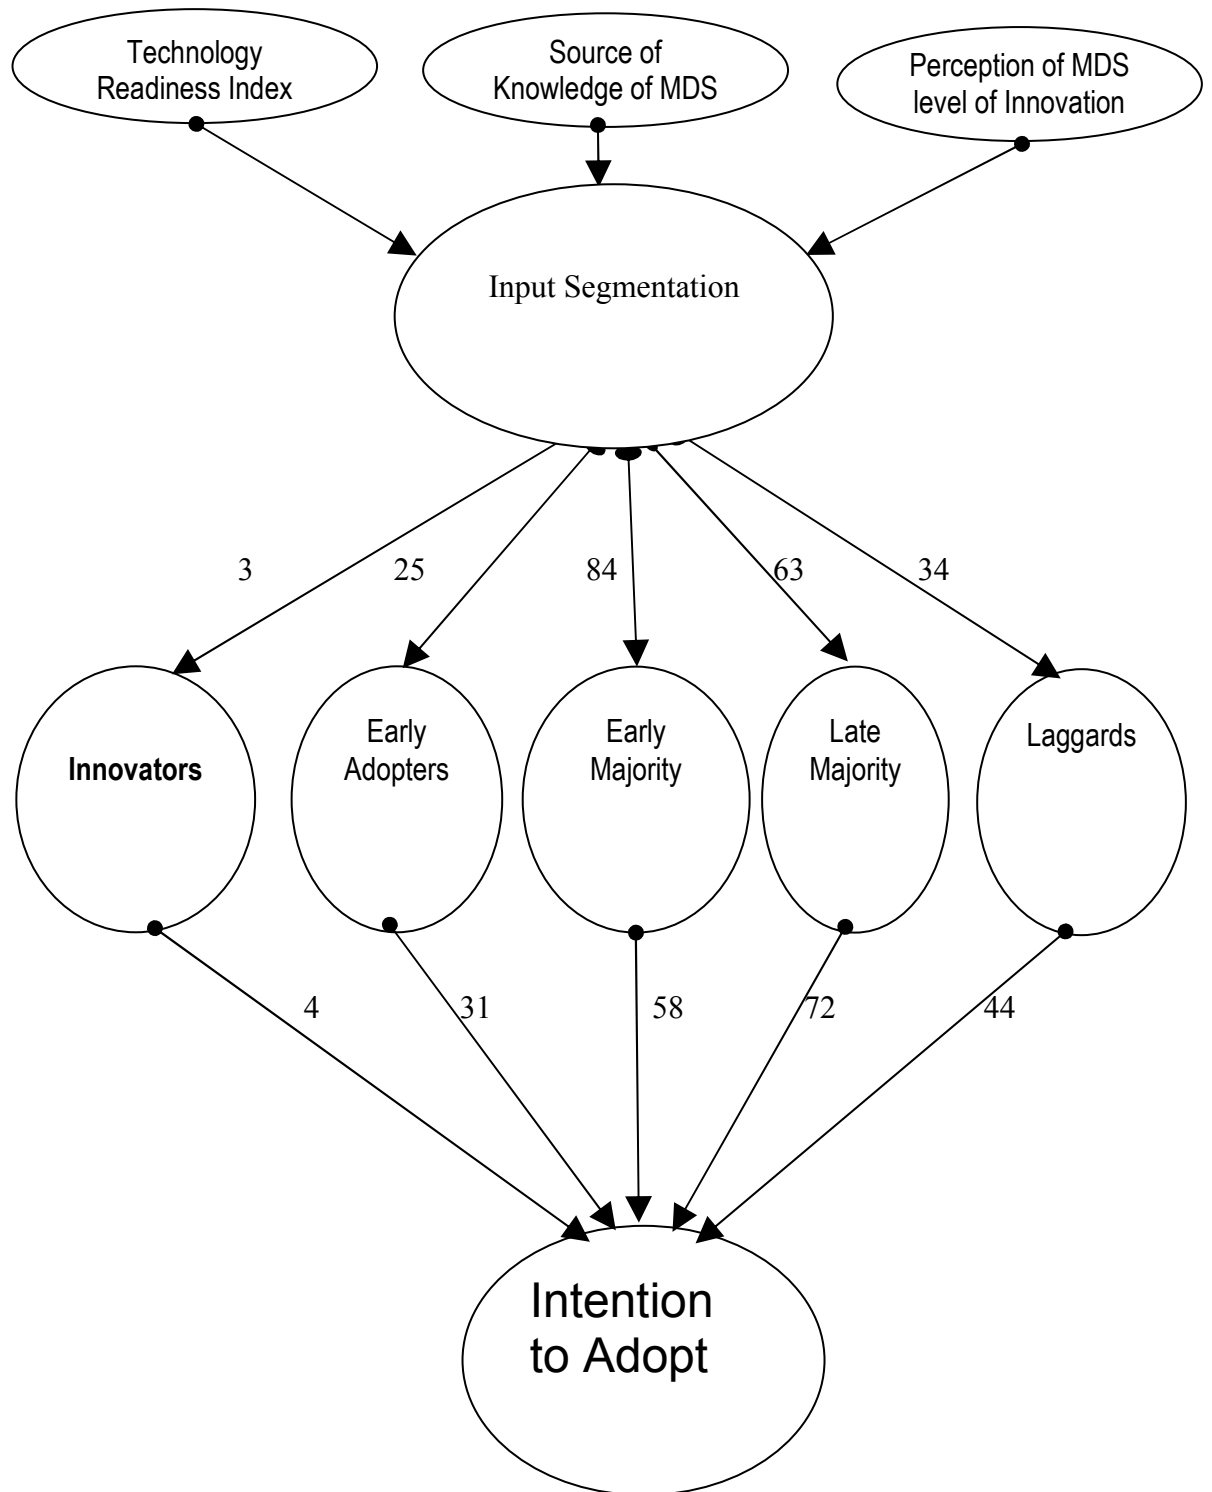 Technology
Readiness Index
Source of
Knowledge of MDS
Perception of MDS
level of Innovation
Input Segmentation
3
25
84
63
34
Innovators
Early
Adopters
Early
Majority
Late
Majority
Laggards
4
31
58
72
44
Intention
to Adopt